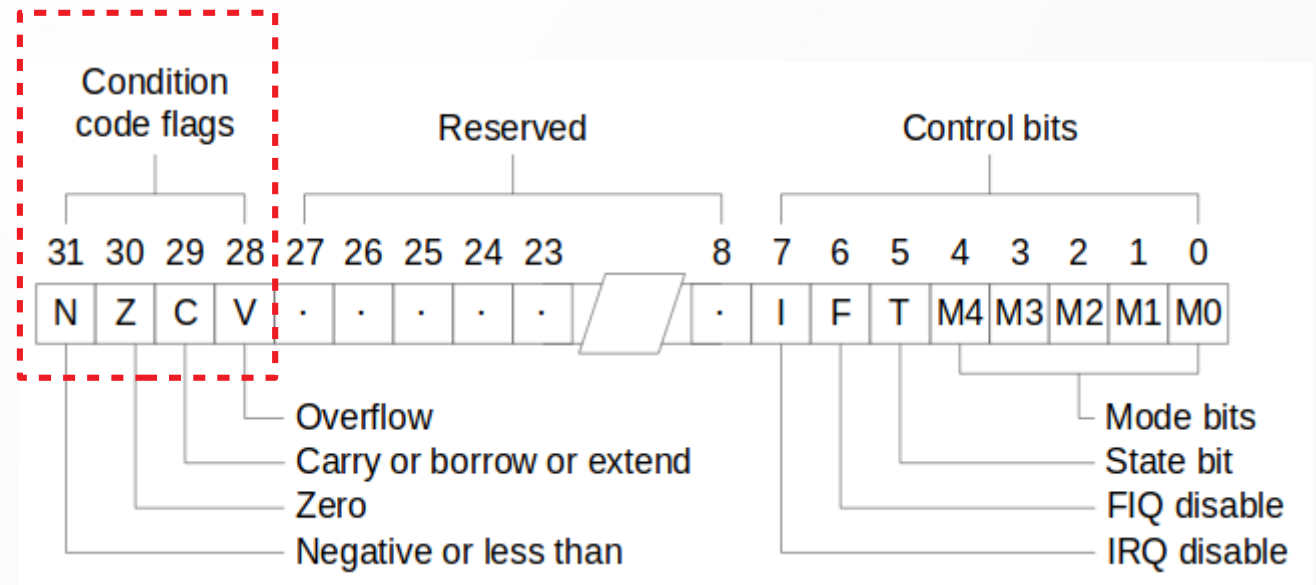 Condition
code flags
Reserved
Control bits
31 30 29 28 27 26 25 24 23 8 7 6 5 4 3 2 1 0
N Z C V · · · · · · I F T M4 M3 M2 M1 M0
Overflow
Mode bits
Carry or borrow or extend
State bit
Zero
FIQ disable
Negative or less than
IRQ disable